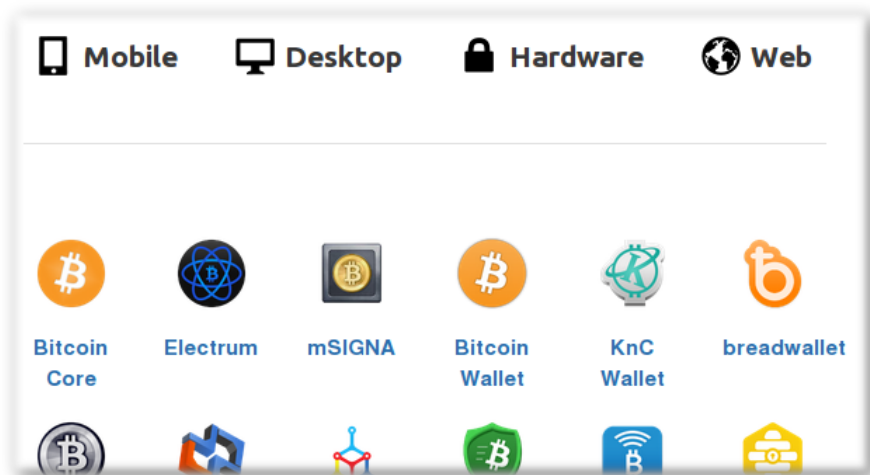 Mobile Desktop Hardware Web
Bitcoin Core
Electrum
mSIGNA
Bitcoin Wallet
KnC Wallet
breadwallet